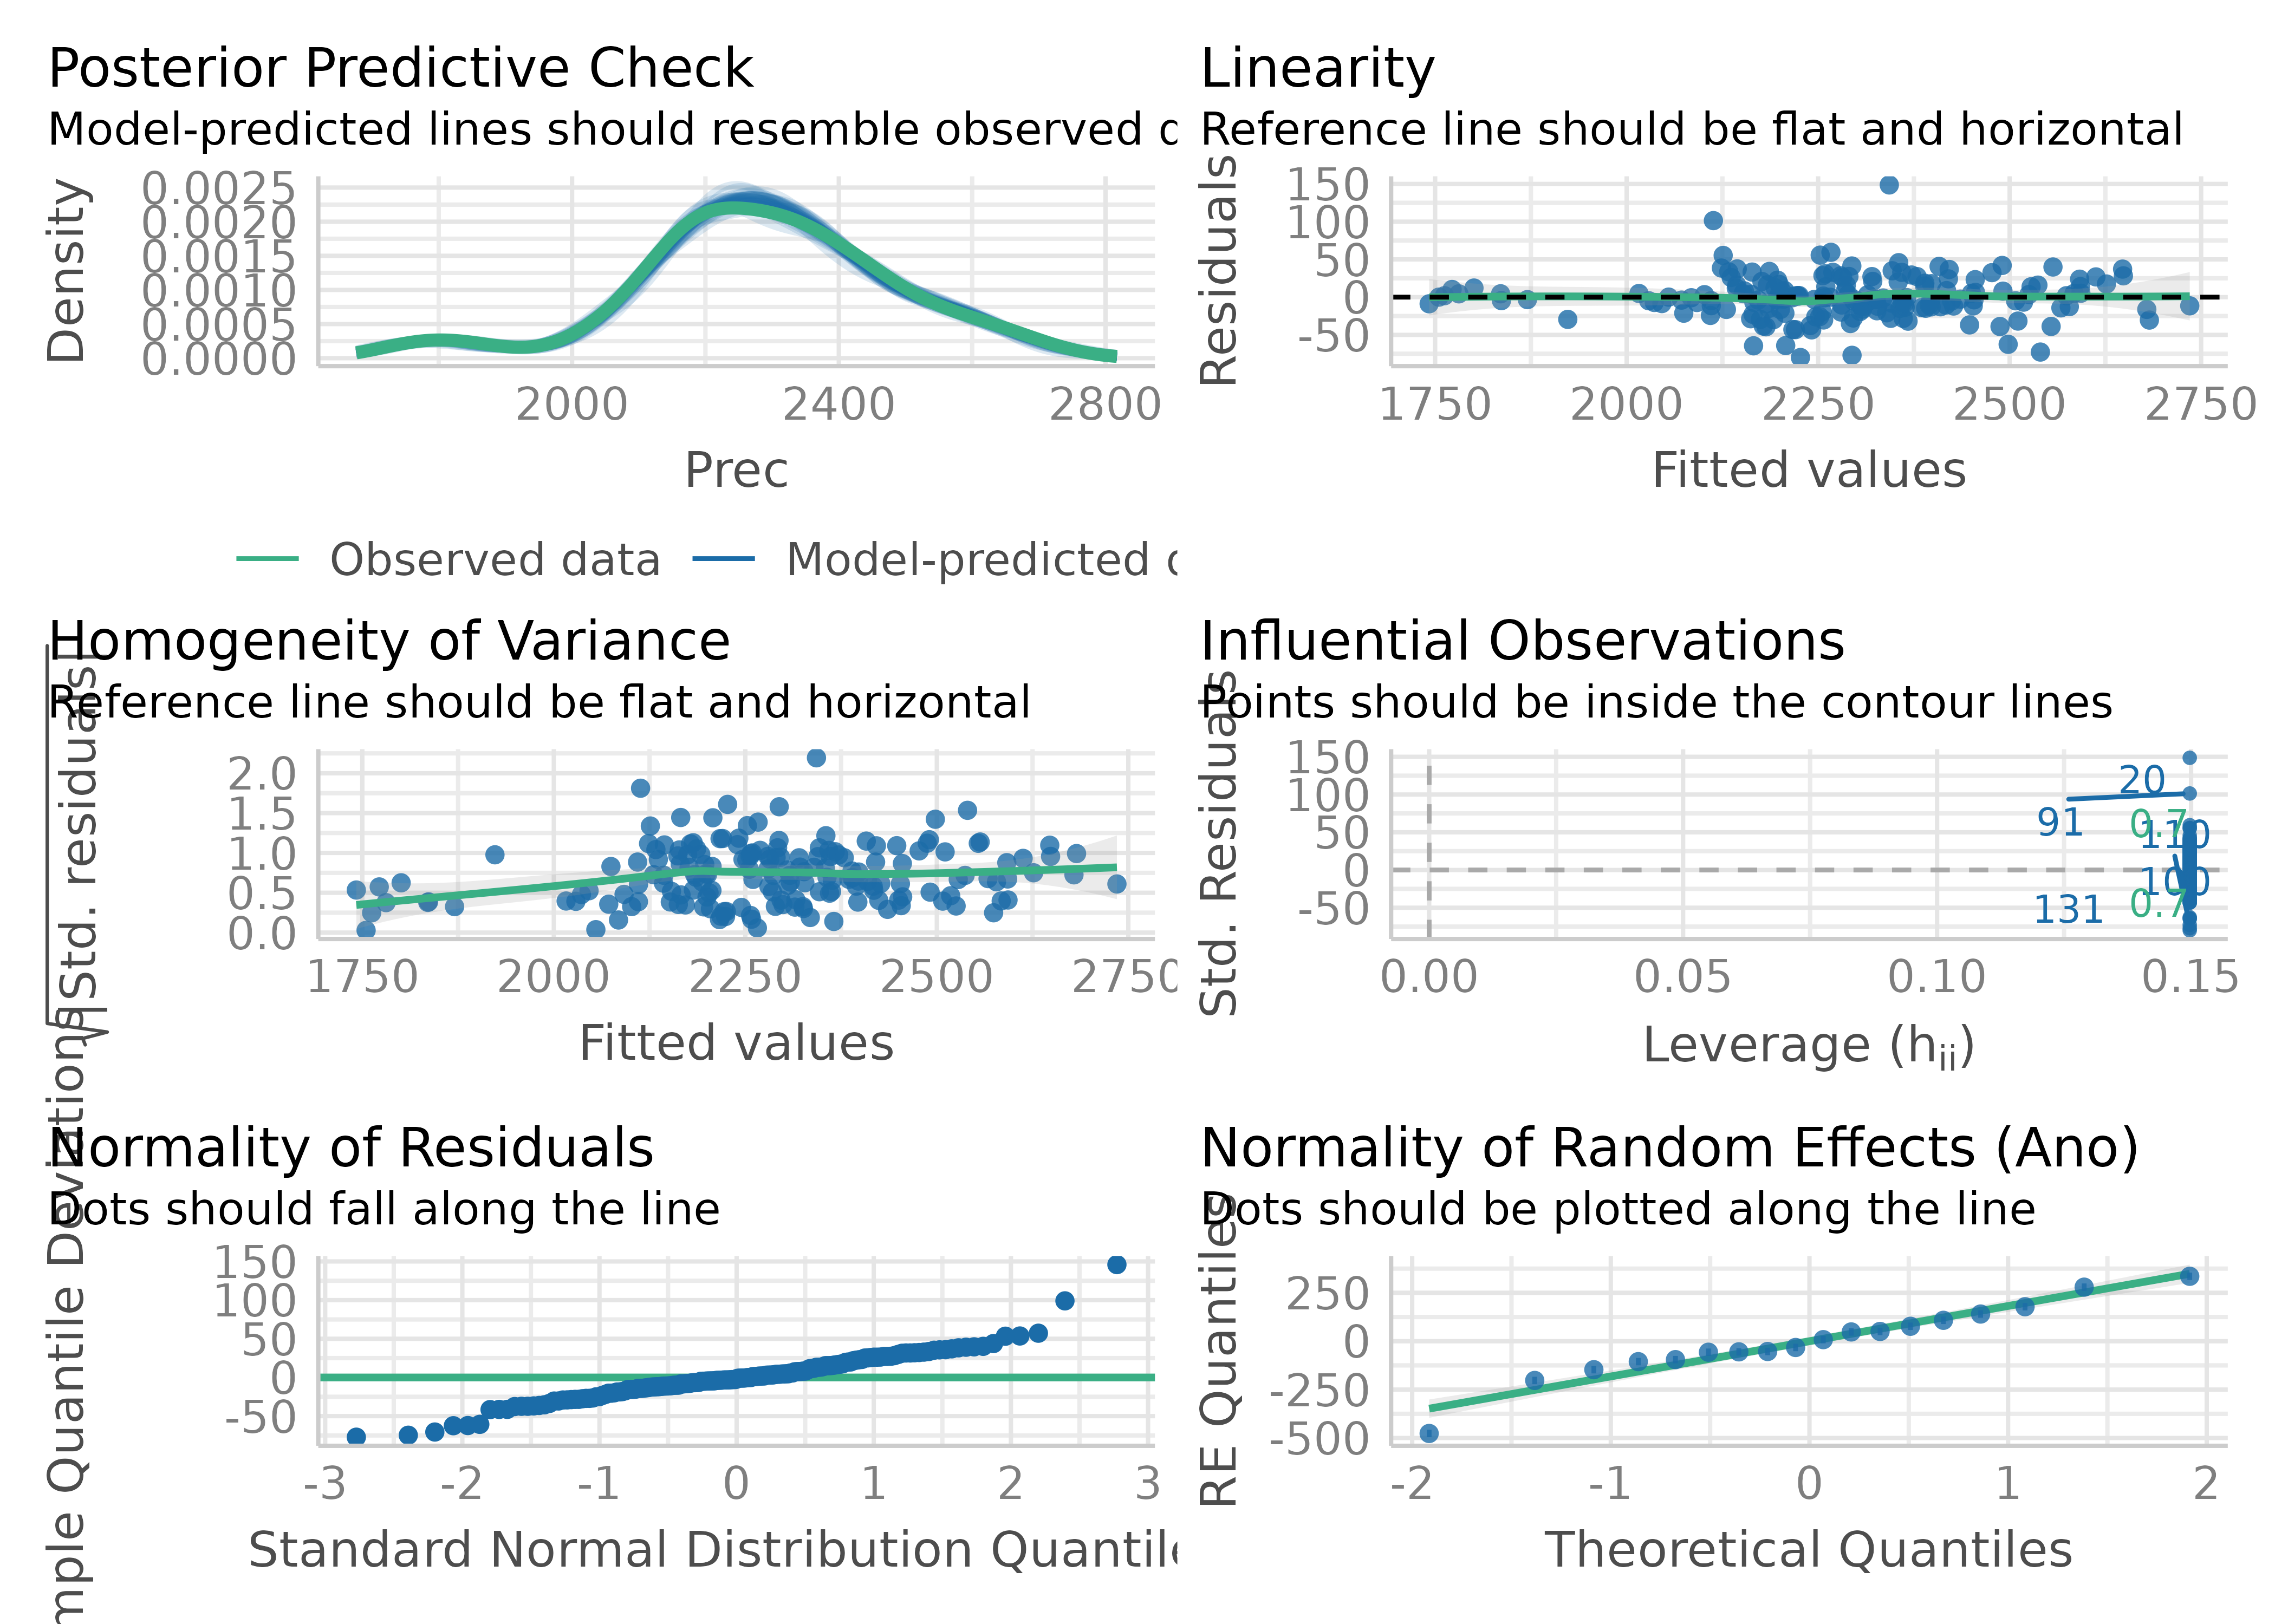 Posterior Predictive Check
Model-predicted lines should resemble observed
Density
0.0025
0.0020
0.0015
0.0010
0.0005
0.0000
2000 2400 2800
Prec
Observed data Model-predicted
Linearity
Reference line should be flat and horizontal
Residuals
150
100
50
0
-50
1750 2000 2250 2500 2750
Fitted values
Homogeneity of Variance
Reference line should be flat and horizontal
√|Std. residuals|
2.0
1.5
1.0
0.5
0.0
1750 2000 2250 2500 2750
Fitted values
Influential Observations
Points should be inside the contour lines
Std. Residuals
150
100
50
0
-50
20
91
0.7
110
100
131
0.7
0.00 0.05 0.10 0.15
Leverage (hii)
Normality of Residuals
Dots should fall along the line
mple Quantile Deviations
150
100
50
0
-50
-3 -2 -1 0 1 2 3
Standard Normal Distribution Quantile
Normality of Random Effects (Ano)
Dots should be plotted along the line
RE Quantiles
250
0
-250
-500
-2 -1 0 1 2
Theoretical Quantiles